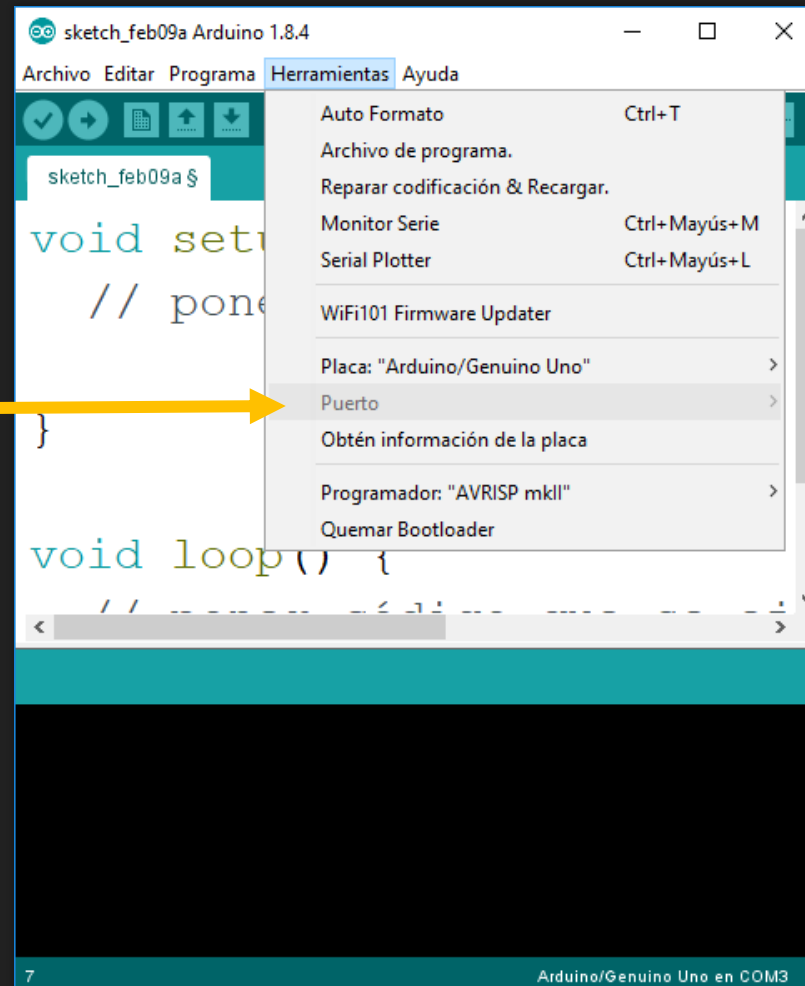 sketch_feb09a Arduino 1.8.4
Archivo Editar Programa Herramientas Ayuda
sketch_feb09a §
Auto Formato Ctrl+T
Archivo de programa.
Reparar codificación & Recargar.
Monitor Serie Ctrl+Mayús+M
Serial Plotter Ctrl+Mayús+L
WiFi101 Firmware Updater
Placa: "Arduino/Genuino Uno"
Puerto
Obtén información de la placa
Programador: "AVRISP mkII"
Quemar Bootloader
void
//
}
void loop() {
//
7 Arduino/Genuino Uno en COM3